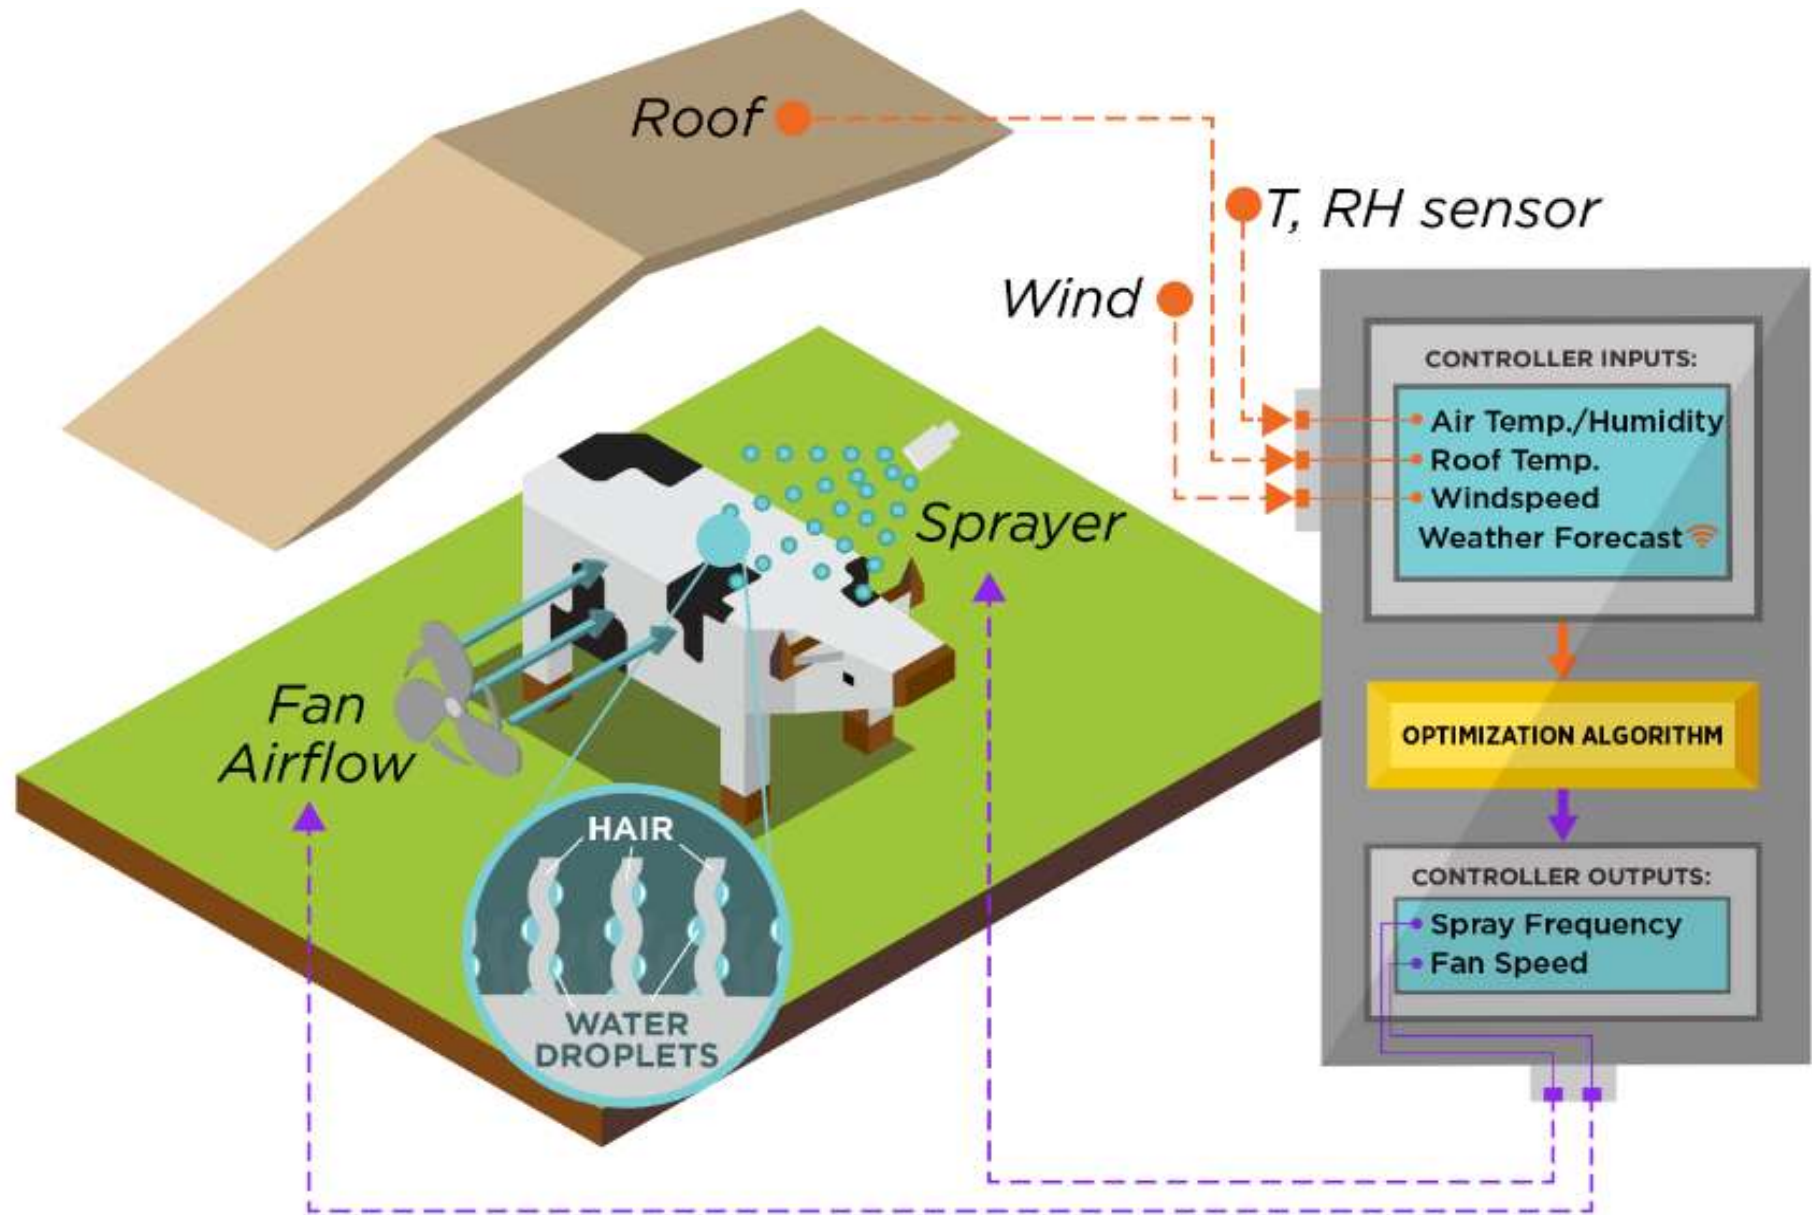 Roof
T, RH sensor
Wind
CONTROLLER INPUTS:
Air Temp./Humidity
Roof Temp.
Windspeed
Weather Forecast
Sprayer
Fan
Airflow
OPTIMIZATION ALGORITHM
HAIR
WATER
DROPLETS
CONTROLLER OUTPUTS:
Spray Frequency
Fan Speed